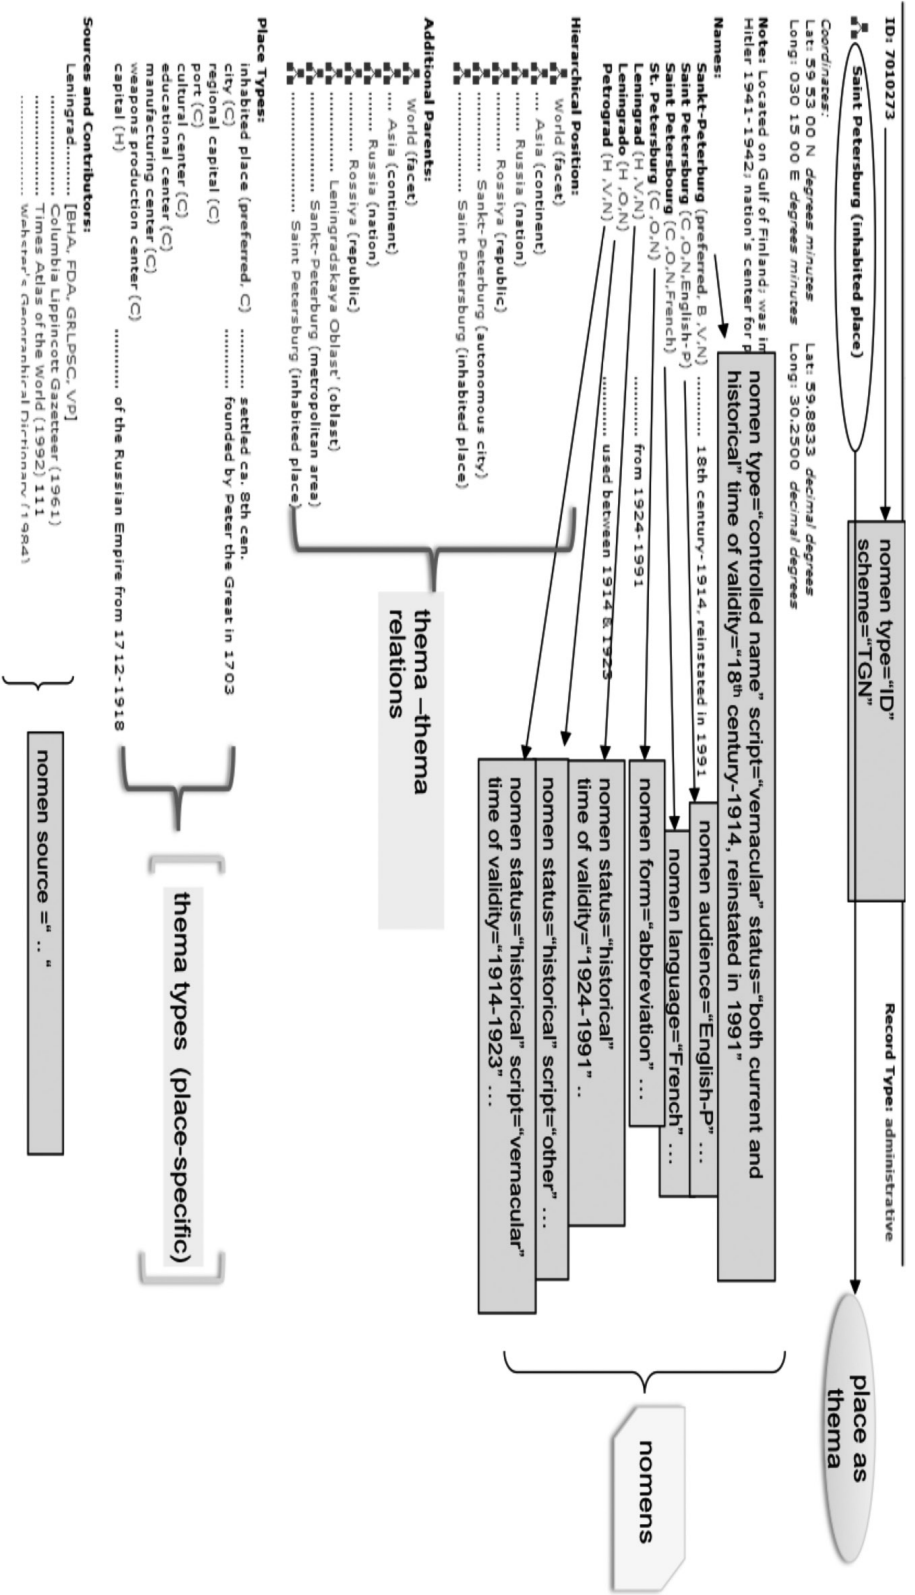 ID: 7010273
Record Type: administrative
nomen type=“ID”
scheme=“TGN”
Saint Petersburg (inhabited place)
place as
thema
Coordinates:
Lat: 59 53 00 N degrees minutes Lat: 59.8833 decimal degrees
Long: 030 15 00 E degrees minutes Long: 30.2500 decimal degrees
Note: Located on Gulf of Finland; was in
Hitler 1941-1942; nation's center for p
nomen type=“controlled name” script=“vernacular” status=“both current and
historical” time of validity=“18th century-1914, reinstated in 1991”
Names:
Sankt-Peterburg (preferred, B ,V,N) ........... 18th century-1914, reinstated in 1991
Saint Petersburg (C ,O,N,English-P)
Saint Petersbourg (C ,O,N,French)
St. Petersburg (C ,O,N)
Leningrad (H ,V,N) ........... from 1924-1991
Leningrado (H ,O,N)
Petrograd (H ,V,N) ........... used between 1914 & 1923
nomen audience=“English-P” ...
nomen language=“French” ...
nomen form=“abbreviation” ...
nomen status=“historical”
time of validity=“1924-1991” ..
nomen status=“historical” script=“other” ...
nomen status=“historical” script=“vernacular”
time of validity=“1914-1923” ...
nomens
Hierarchical Position:
World (facet)
.... Asia (continent)
........ Russia (nation)
............ Rossiya (republic)
................ Sankt-Peterburg (autonomous city)
.................... Saint Petersburg (inhabited place)
Additional Parents:
World (facet)
.... Asia (continent)
........ Russia (nation)
............ Rossiya (republic)
................ Leningradskaya Oblast' (oblast)
.................... Sankt-Peterburg (metropolitan area)
........................ Saint Petersburg (inhabited place)
thema –thema
relations
Place Types:
inhabited place (preferred, C) ........... settled ca. 8th cen.
city (C) ........... founded by Peter the Great in 1703
regional capital (C)
port (C)
cultural center (C)
educational center (C)
manufacturing center (C)
weapons production center (C)
capital (H) ........... of the Russian Empire from 1712-1918
thema types (place-specific)
Sources and Contributors:
Leningrad.......... [BHA, FDA, GRLPSC, VP]
.................... Columbia Lippincott Gazetteer (1961)
.................... Times Atlas of the World (1992) 111
.................... Webster's Geographical Dictionary (1984)
nomen source =“ .. “